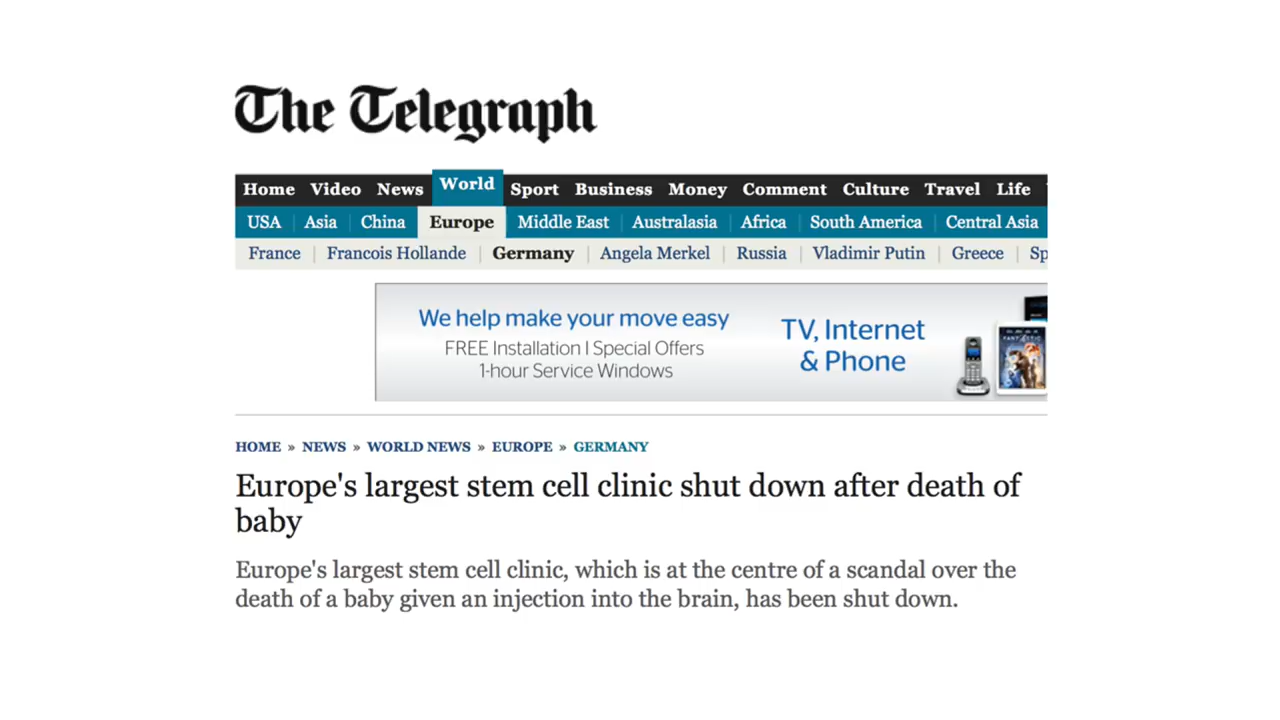 The Telegraph
Home Video News World Sport Business Money Comment Culture Travel Life
USA Asia China Europe Middle East Australasia Africa South America Central Asia
France Francois Hollande Germany Angela Merkel Russia Vladimir Putin Greece Sp
We help make your move easy
FREE Installation | Special Offers
1-hour Service Windows
TV, Internet
& Phone
HOME » NEWS » WORLD NEWS » EUROPE » GERMANY
Europe's largest stem cell clinic shut down after death of
baby
Europe's largest stem cell clinic, which is at the centre of a scandal over the
death of a baby given an injection into the brain, has been shut down.